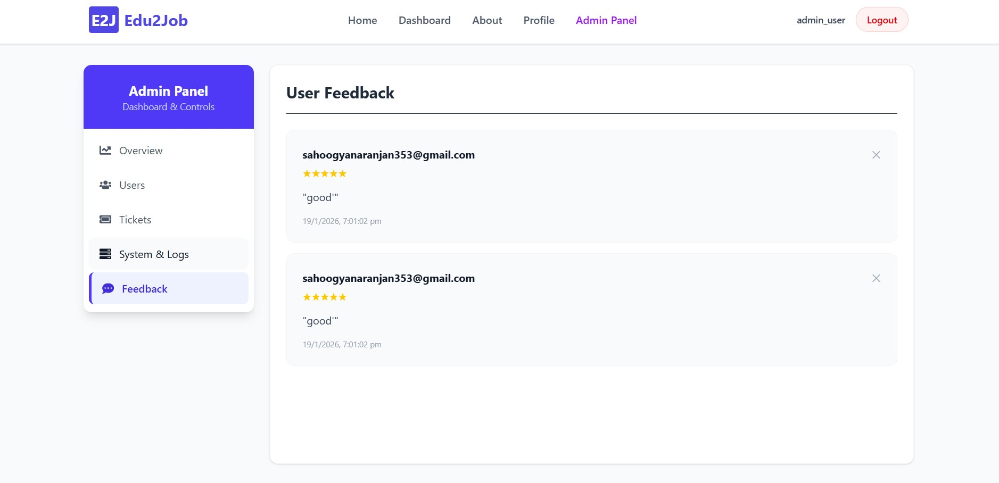 E2J Edu2Job
Home Dashboard About Profile Admin Panel
admin_user Logout
Admin Panel
Dashboard & Controls
Overview
Users
Tickets
System & Logs
Feedback
User Feedback
sahoogyanaranjan353@gmail.com
★★★★★
"good'"
19/1/2026, 7:01:02 pm
sahoogyanaranjan353@gmail.com
★★★★★
"good'"
19/1/2026, 7:01:02 pm